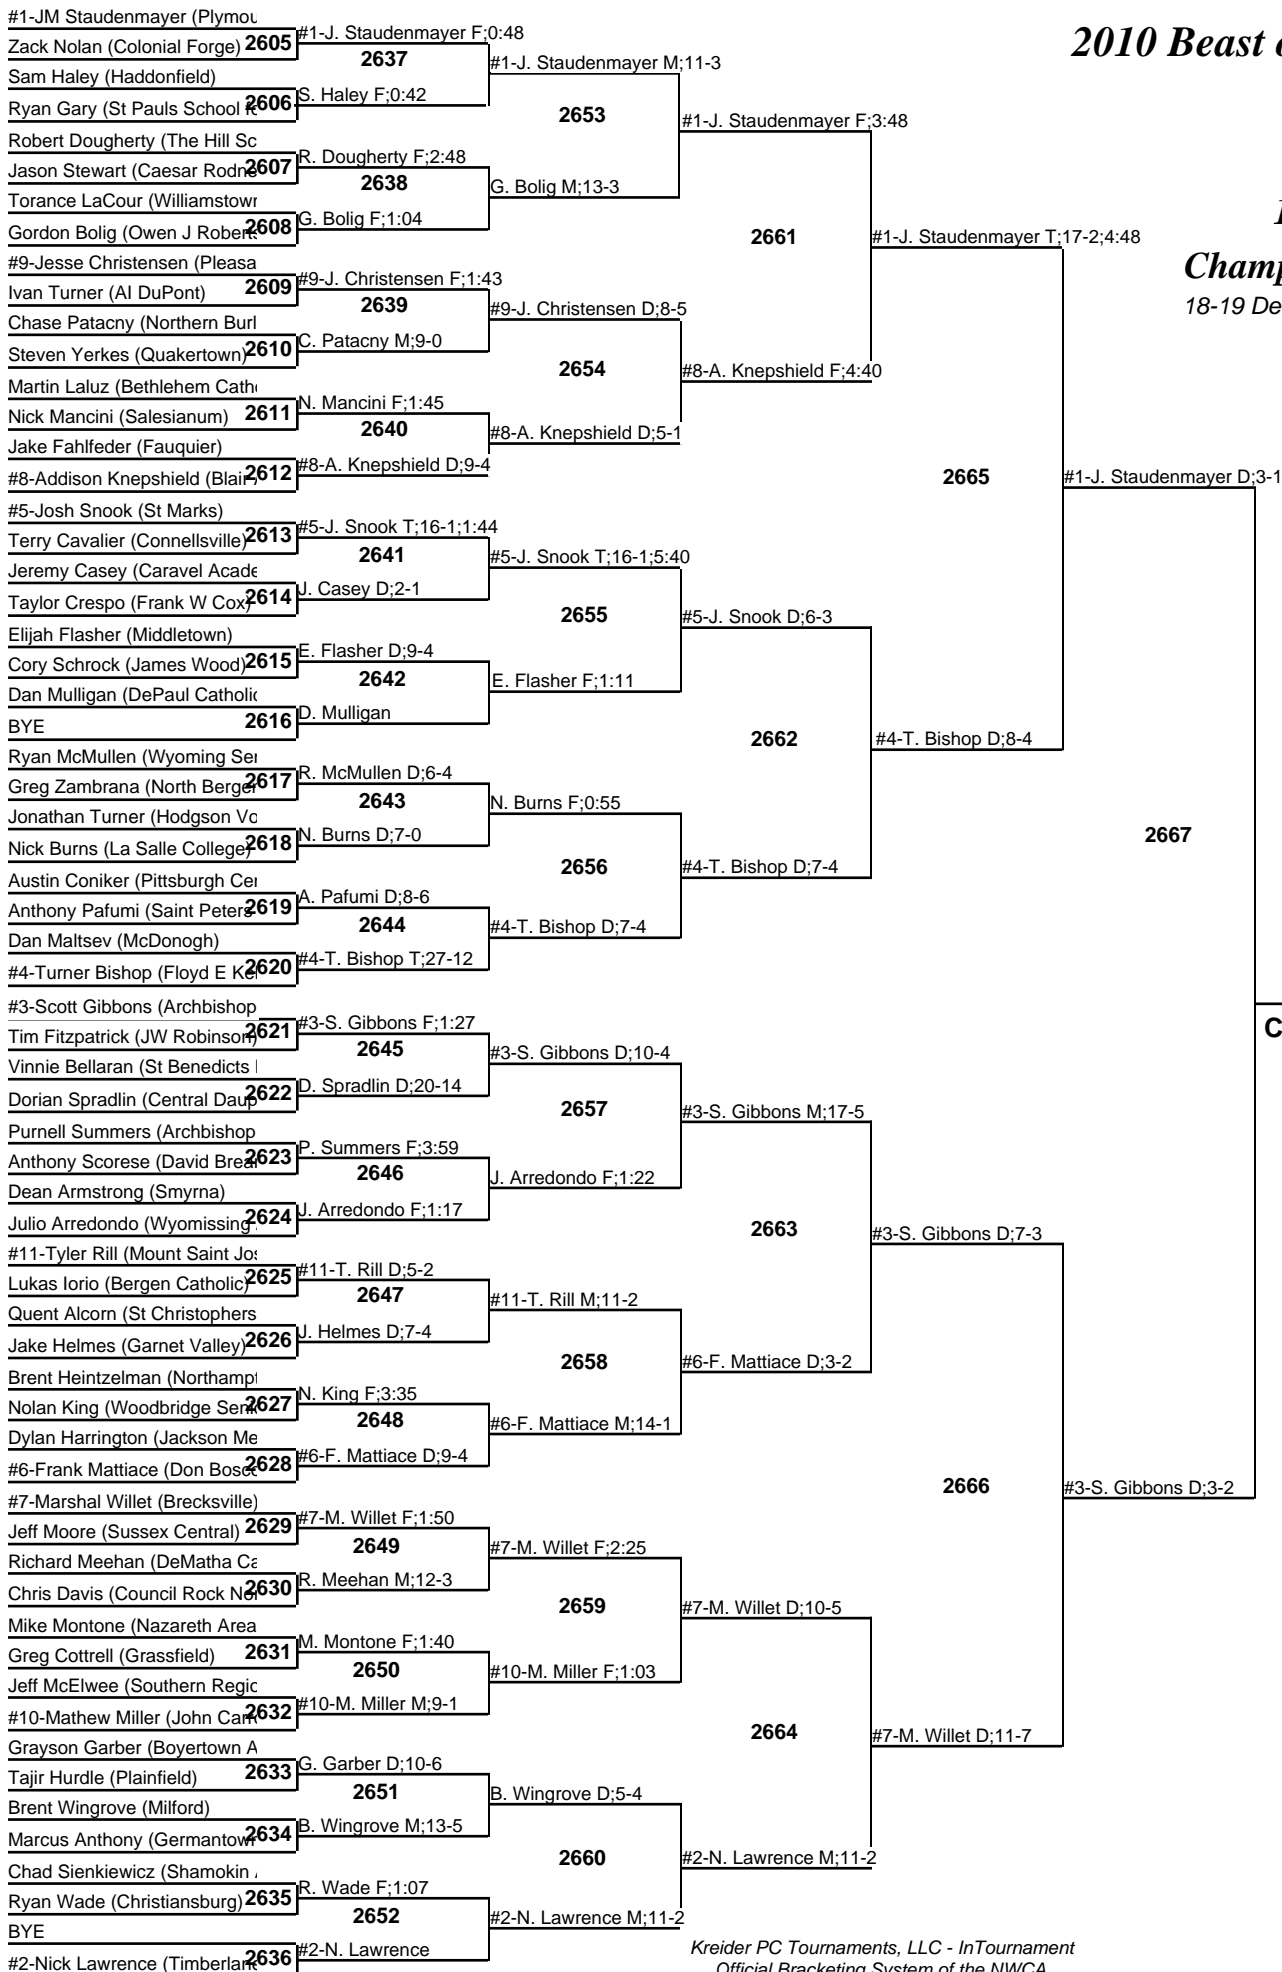 2010 Beast
Champ
18-19 De
#1-JM Staudenmayer (Plymou
Zack Nolan (Colonial Forge) 2605
Sam Haley (Haddonfield)
Ryan Gary (St Pauls School 2606
Robert Dougherty (The Hill Sc
Jason Stewart (Caesar Rodn 2607
Torance LaCour (Williamstown
Gordon Bolig (Owen J Robert 2608
#9-Jesse Christensen (Pleasa
Ivan Turner (AI DuPont) 2609
Chase Patacny (Northern Burl
Steven Yerkes (Quakertown) 2610
Martin Laluz (Bethlehem Catho
Nick Mancini (Salesianum) 2611
Jake Fahlfeder (Fauquier)
#8-Addison Knepshield (Blair 2612
#5-Josh Snook (St Marks)
Terry Cavalier (Connellsville) 2613
Jeremy Casey (Caravel Acade
Taylor Crespo (Frank W Cox) 2614
Elijah Flasher (Middletown)
Cory Schrock (James Wood) 2615
Dan Mulligan (DePaul Catholic
BYE 2616
Ryan McMullen (Wyoming Sem
Greg Zambrana (North Berge 2617
Jonathan Turner (Hodgson Vo
Nick Burns (La Salle College) 2618
Austin Coniker (Pittsburgh Cen
Anthony Pafumi (Saint Peters 2619
Dan Maltsev (McDonogh)
#4-Turner Bishop (Floyd E Ke 2620
#3-Scott Gibbons (Archbishop
Tim Fitzpatrick (JW Robinson) 2621
Vinnie Bellaran (St Benedicts
Dorian Spradlin (Central Daup 2622
Purnell Summers (Archbishop
Anthony Scorese (David Brea 2623
Dean Armstrong (Smyrna)
Julio Arredondo (Wyomissing 2624
#11-Tyler Rill (Mount Saint Jos
Lukas Iorio (Bergen Catholic) 2625
Quent Alcorn (St Christophers
Jake Helmes (Garnet Valley) 2626
Brent Heintzelman (Northampt
Nolan King (Woodbridge Seni 2627
Dylan Harrington (Jackson Me
#6-Frank Mattiace (Don Bosc 2628
#7-Marshal Willet (Brecksville)
Jeff Moore (Sussex Central) 2629
Richard Meehan (DeMatha Ca
Chris Davis (Council Rock No 2630
Mike Montone (Nazareth Area
Greg Cottrell (Grassfield) 2631
Jeff McElwee (Southern Regio
#10-Mathew Miller (John Carr 2632
Grayson Garber (Boyertown A
Tajir Hurdle (Plainfield) 2633
Brent Wingrove (Milford)
Marcus Anthony (Germantow 2634
Chad Sienkiewicz (Shamokin
Ryan Wade (Christiansburg) 2635
BYE
#2-Nick Lawrence (Timberlan 2636
#1-J. Staudenmayer F;0:48
2637
S. Haley F;0:42
R. Dougherty F;2:48
2638
G. Bolig F;1:04
#9-J. Christensen F;1:43
2639
C. Patacny M;9-0
N. Mancini F;1:45
2640
#8-A. Knepshield D;9-4
#5-J. Snook T;16-1;1:44
2641
J. Casey D;2-1
E. Flasher D;9-4
2642
D. Mulligan
R. McMullen D;6-4
2643
N. Burns D;7-0
A. Pafumi D;8-6
2644
#4-T. Bishop T;27-12
#3-S. Gibbons F;1:27
2645
D. Spradlin D;20-14
P. Summers F;3:59
2646
J. Arredondo F;1:17
#11-T. Rill D;5-2
2647
J. Helmes D;7-4
N. King F;3:35
2648
#6-F. Mattiace D;9-4
#7-M. Willet F;1:50
2649
R. Meehan M;12-3
M. Montone F;1:40
2650
#10-M. Miller M;9-1
G. Garber D;10-6
2651
B. Wingrove M;13-5
R. Wade F;1:07
2652
#2-N. Lawrence
#1-J. Staudenmayer M;11-3
2653
G. Bolig M;13-3
#9-J. Christensen D;8-5
2654
#8-A. Knepshield D;5-1
#5-J. Snook T;16-1;5:40
2655
E. Flasher F;1:11
N. Burns F;0:55
2656
#4-T. Bishop D;7-4
#3-S. Gibbons D;10-4
2657
J. Arredondo F;1:22
#11-T. Rill M;11-2
2658
#6-F. Mattiace M;14-1
#7-M. Willet F;2:25
2659
#10-M. Miller F;1:03
B. Wingrove D;5-4
2660
#2-N. Lawrence M;11-2
#1-J. Staudenmayer F;3:48
2661
#8-A. Knepshield F;4:40
#5-J. Snook D;6-3
2662
#4-T. Bishop D;7-4
#3-S. Gibbons M;17-5
2663
#6-F. Mattiace D;3-2
#7-M. Willet D;10-5
2664
#2-N. Lawrence M;11-2
#1-J. Staudenmayer T;17-2;4:48
2665
#4-T. Bishop D;8-4
#3-S. Gibbons D;7-3
2666
#7-M. Willet D;11-7
#1-J. Staudenmayer D;3-1
2667
#3-S. Gibbons D;3-2
C
Kreider PC Tournaments, LLC - InTournament
Official Bracketing System of the NWCA